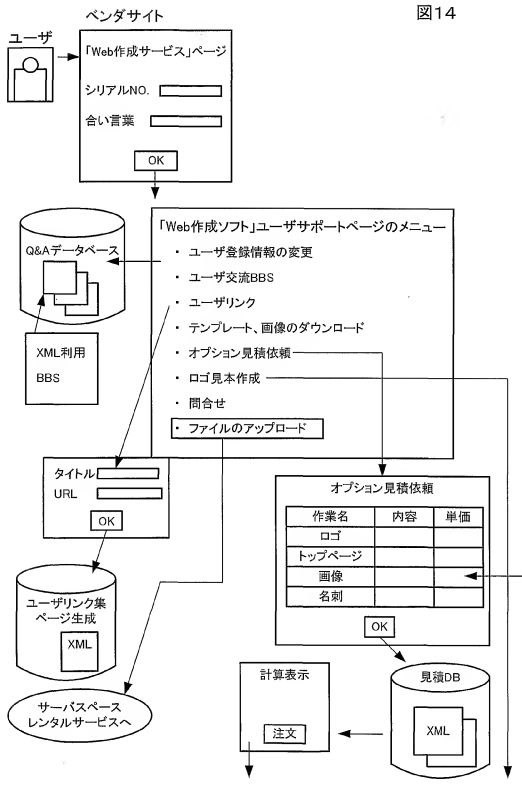 図14
ベンダサイト
ユーザ
「Web作成サービス」ページ
シリアルNO.
合い言葉
OK
「Web作成ソフト」ユーザサポートページのメニュー
・ ユーザ登録情報の変更
・ ユーザ交流BBS
・ ユーザリンク
・ テンプレート、画像のダウンロード
・ オプション見積依頼
・ ロゴ見本作成
・ 問合せ
・ ファイルのアップロード
Q&Aデータベース
XML利用
BBS
タイトル
URL
OK
ユーザリンク集
ページ生成
XML
サーバスペース
レンタルサービスへ
オプション見積依頼
作業名 内容 単価
ロゴ
トップページ
画像
名刺
OK
計算表示
注文
見積DB
XML